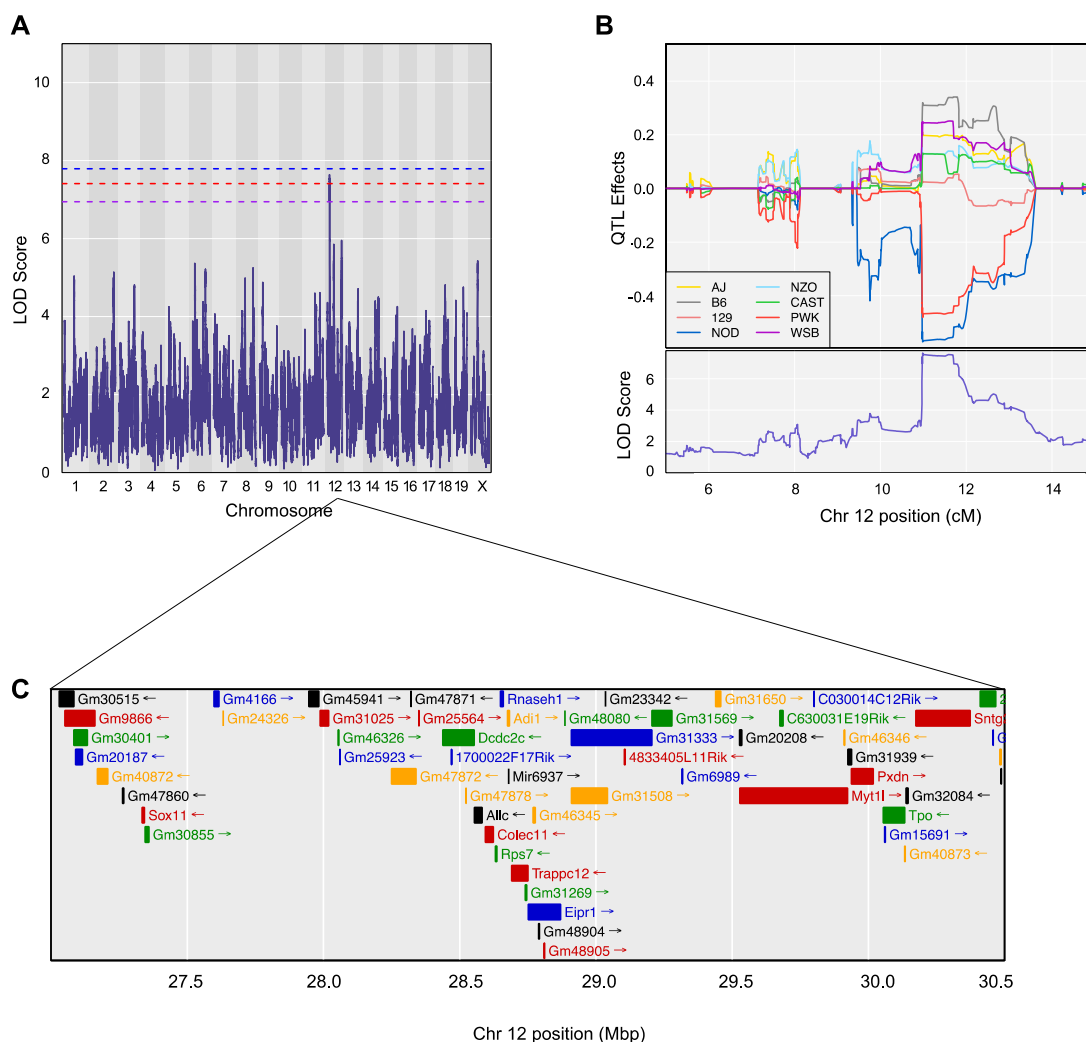 A
10
8
6
4
2
0
LOD Score
1 2 3 4 5 6 7 8 9 10 11 12 13 14 15 16 17 18 19 X
Chromosome
B
0.4
0.2
0.0
-0.2
-0.4
QTL Effects
AJ NZO
B6 CAST
129 PWK
NOD WSB
6
4
2
0
LOD Score
6 8 10 12 14
Chr 12 position (cM)
C
Gm30515 ← Gm4166 → Gm45941 ← Gm47871 ← Rnaseh1 → Gm23342 ← Gm31650 → C030014C12Rik ←
Gm9866 ← Gm24326 → Gm31025 ← Gm25564 → Adi1 → Gm48080 ← Gm31569 → C630031E19Rik ←
Gm30401 ← Gm46326 ← Dcdc2c ← Gm31333 → Gm20208 ← Gm46346 ←
Gm20187 ← Gm25923 ← 1700022F17Rik ← 4833405L11Rik ← Gm31939 ←
Gm40872 ← Gm47872 ← Mir6937 → Gm6989 → Pxdn →
Gm47860 ← Gm47878 ← Gm31508 ← Myt1l → Gm32084 ←
Sox11 ← Allc ← Gm46345 ← Tpo ←
Gm30855 → Colec11 ← Gm15691 ←
Rps7 ← Gm40873 ←
Trappc12 ←
Gm31269 →
Eipr1 →
Gm48904 →
Gm48905 →
27.5 28.0 28.5 29.0 29.5 30.0 30.5
Chr 12 position (Mbp)